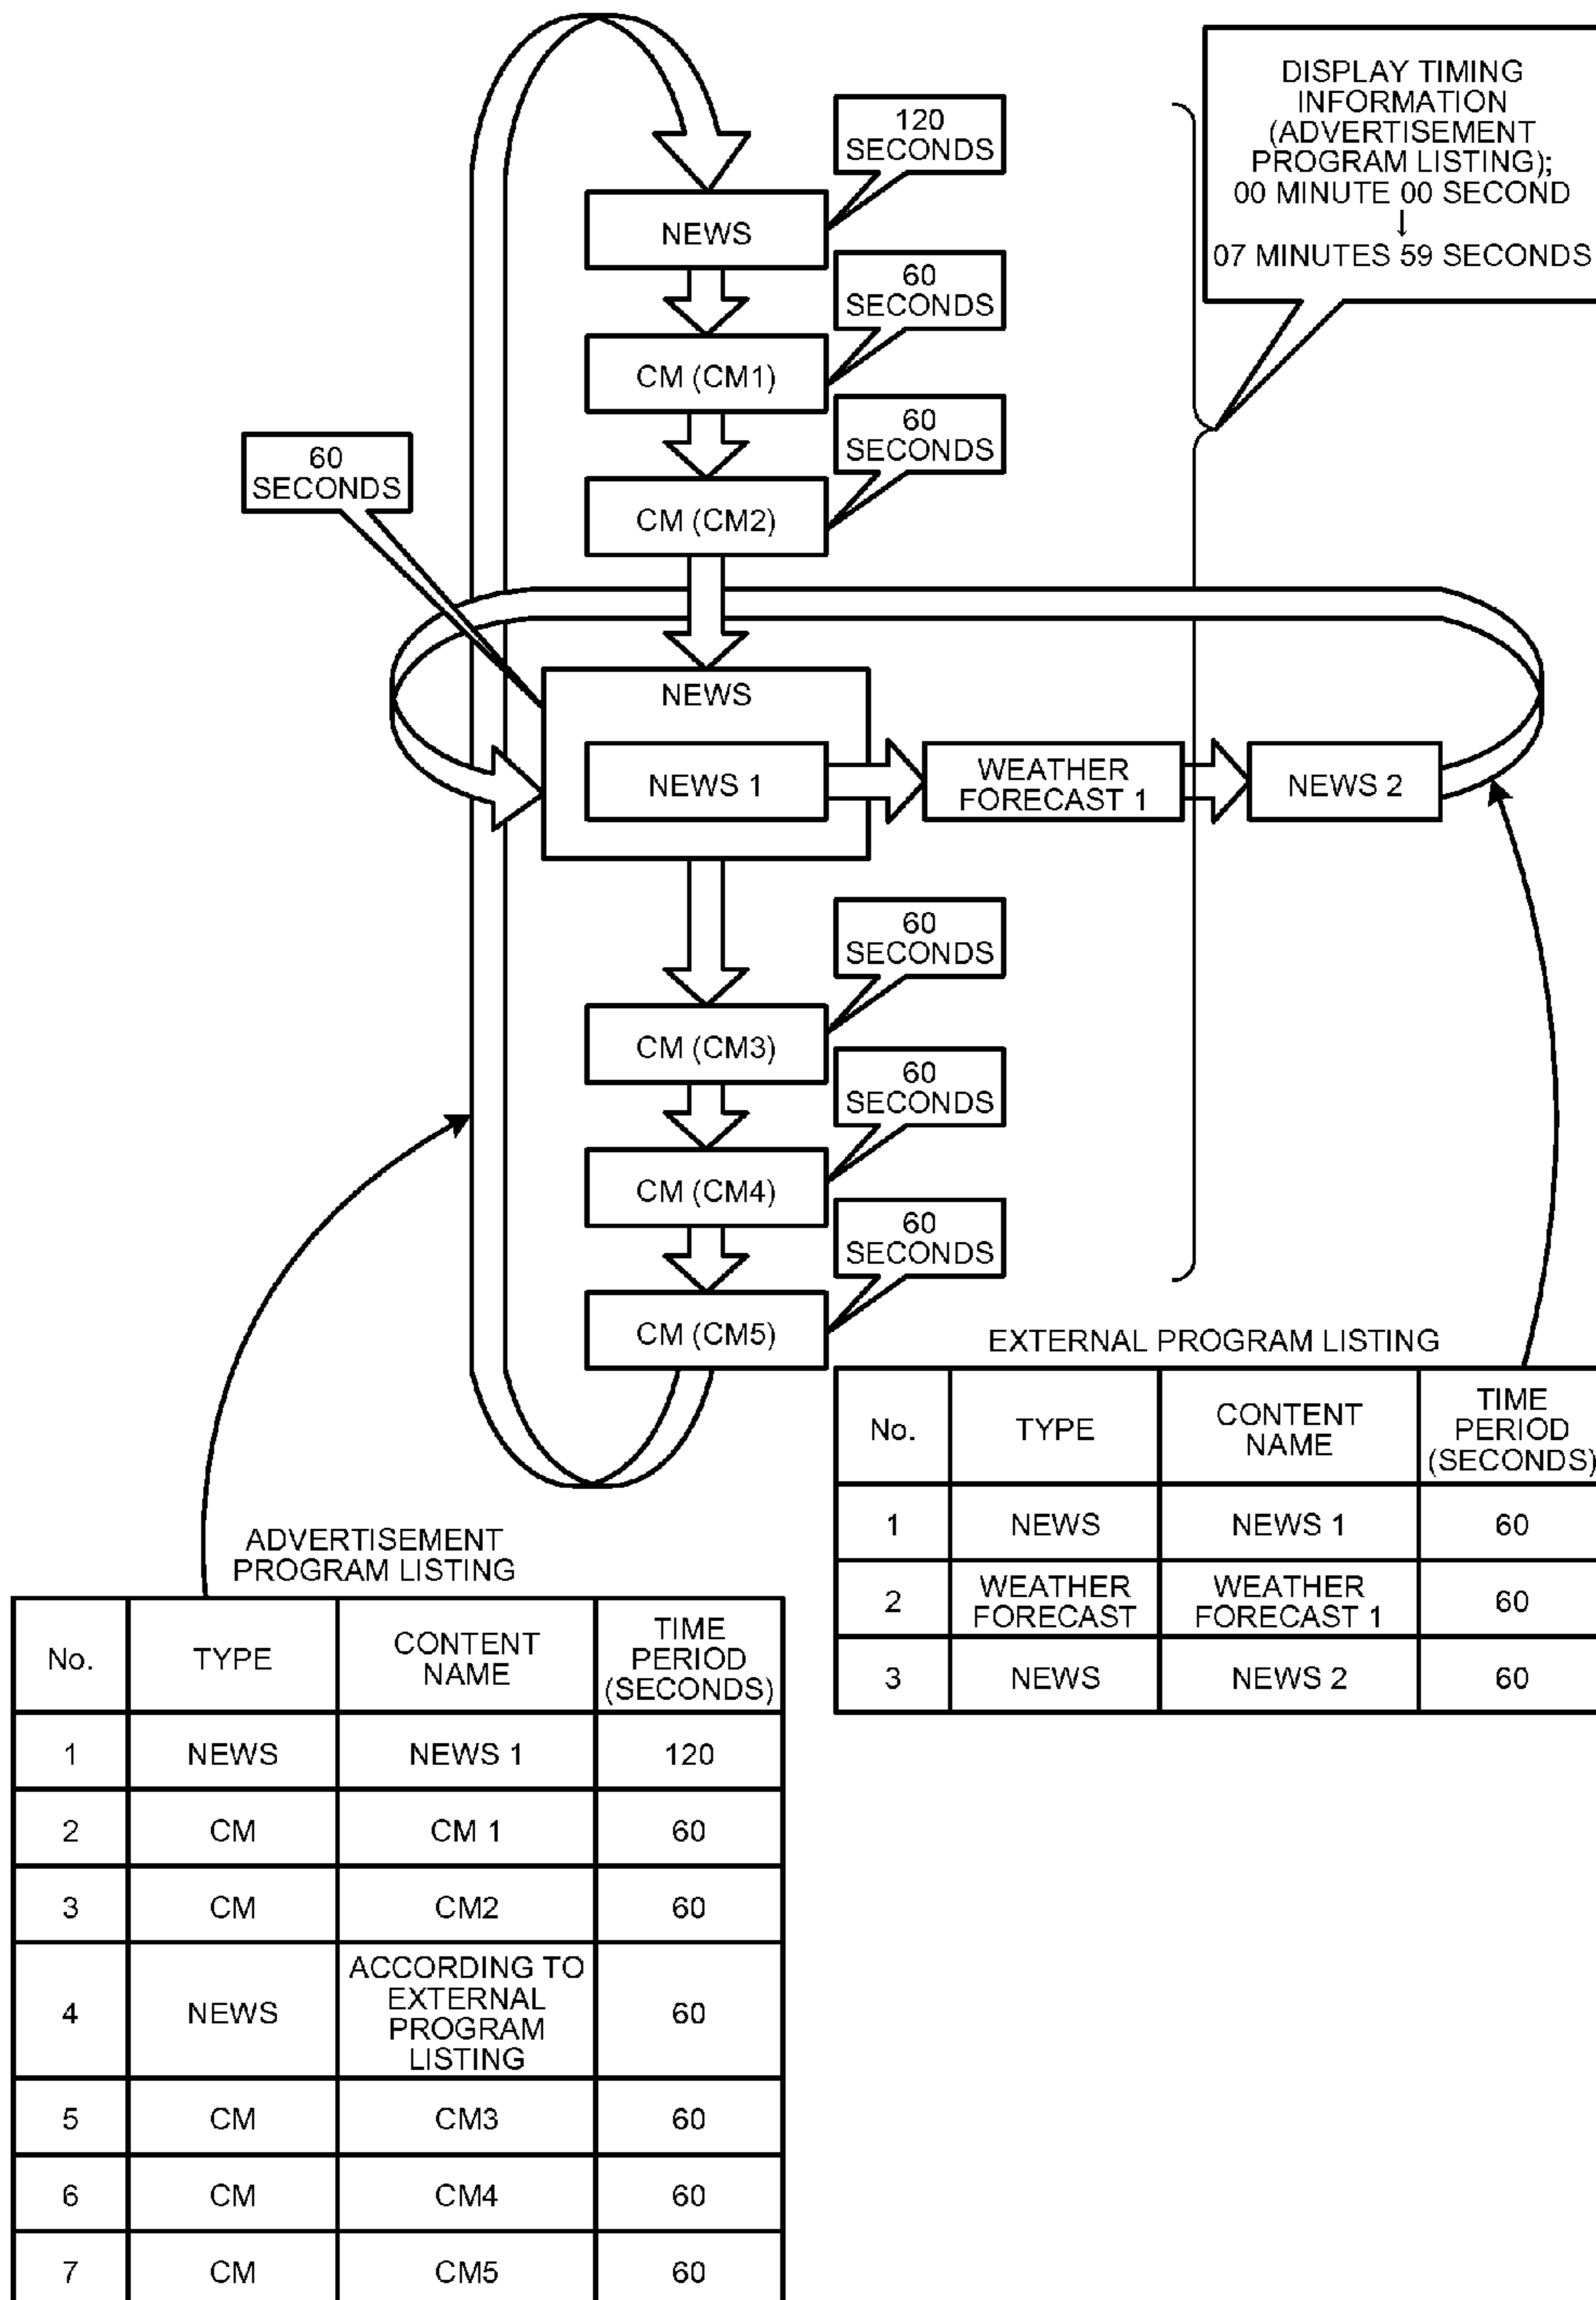 DISPLAY TIMING
INFORMATION
(ADVERTISEMENT
PROGRAM LISTING);
00 MINUTE 00 SECOND
↓
07 MINUTES 59 SECONDS
120
SECONDS
NEWS
60
SECONDS
CM (CM1)
60
SECONDS
CM (CM2)
60
SECONDS
NEWS
NEWS 1
WEATHER
FORECAST 1
NEWS 2
60
SECONDS
CM (CM3)
60
SECONDS
CM (CM4)
60
SECONDS
CM (CM5)
EXTERNAL PROGRAM LISTING
No. TYPE CONTENT NAME TIME PERIOD (SECONDS)
1 NEWS NEWS 1 60
2 WEATHER FORECAST WEATHER FORECAST 1 60
3 NEWS NEWS 2 60
ADVERTISEMENT
PROGRAM LISTING
No. TYPE CONTENT NAME TIME PERIOD (SECONDS)
1 NEWS NEWS 1 120
2 CM CM 1 60
3 CM CM2 60
4 NEWS ACCORDING TO EXTERNAL PROGRAM LISTING 60
5 CM CM3 60
6 CM CM4 60
7 CM CM5 60